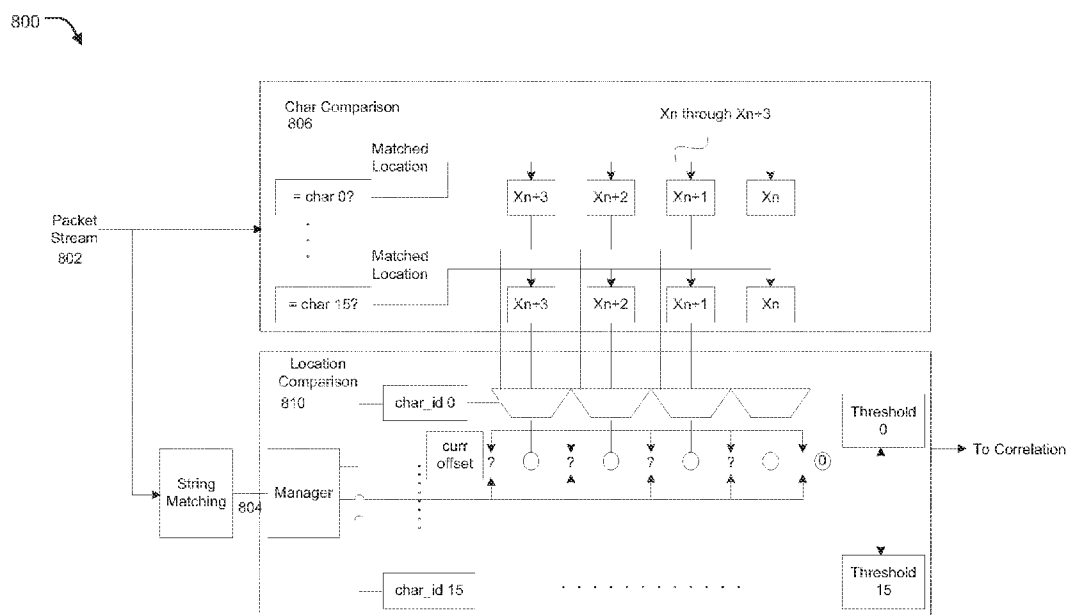 800
Char Comparison
806
Xn through Xn+3
Matched
Location
= char 0?
Xn+3
Xn+2
Xn+1
Xn
Packet
Stream
802
Matched
Location
= char 15?
Xn+3
Xn+2
Xn+1
Xn
Location
Comparison
810
char_id 0
Threshold
0
curr
offset
?
?
?
?
0
To Correlation
String
Matching
804
Manager
char_id 15
Threshold
15